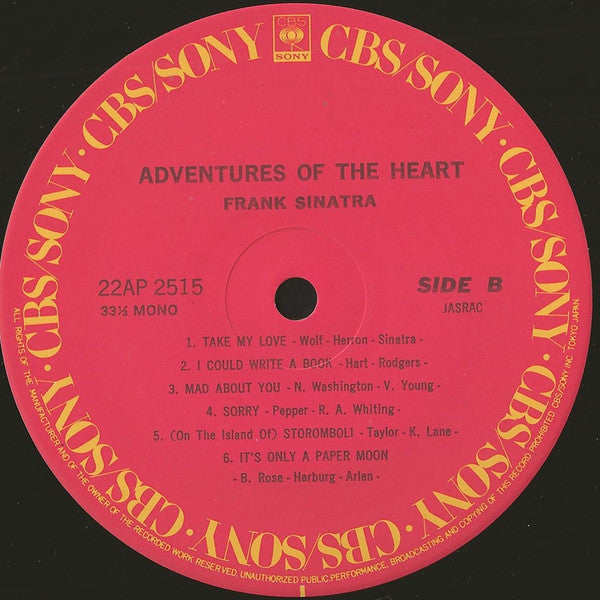 CBS
SONY
CBS/SONY · CBS/SONY · CBS/SONY · CBS/SONY · CBS/SONY · CBS/SONY · CBS/SONY · CBS/SONY
ADVENTURES OF THE HEART
FRANK SINATRA
22AP 2515
33⅓ MONO
SIDE B
JASRAC
1. TAKE MY LOVE - Wolf - Herron - Sinatra -
2. I COULD WRITE A BOOK - Hart - Rodgers -
3. MAD ABOUT YOU - N. Washington - V. Young -
4. SORRY - Pepper - R. A. Whiting -
5. (On The Island Of) STOROMBOLI - Taylor - K. Lane -
6. IT'S ONLY A PAPER MOON
- B. Rose - Harburg - Arlen -
ALL RIGHTS OF THE MANUFACTURER AND OF THE OWNER OF THE RECORDED WORK RESERVED. UNAUTHORIZED PUBLIC PERFORMANCE, BROADCASTING AND COPYING OF THIS RECORD PROHIBITED CBS/SONY INC. TOKYO JAPAN